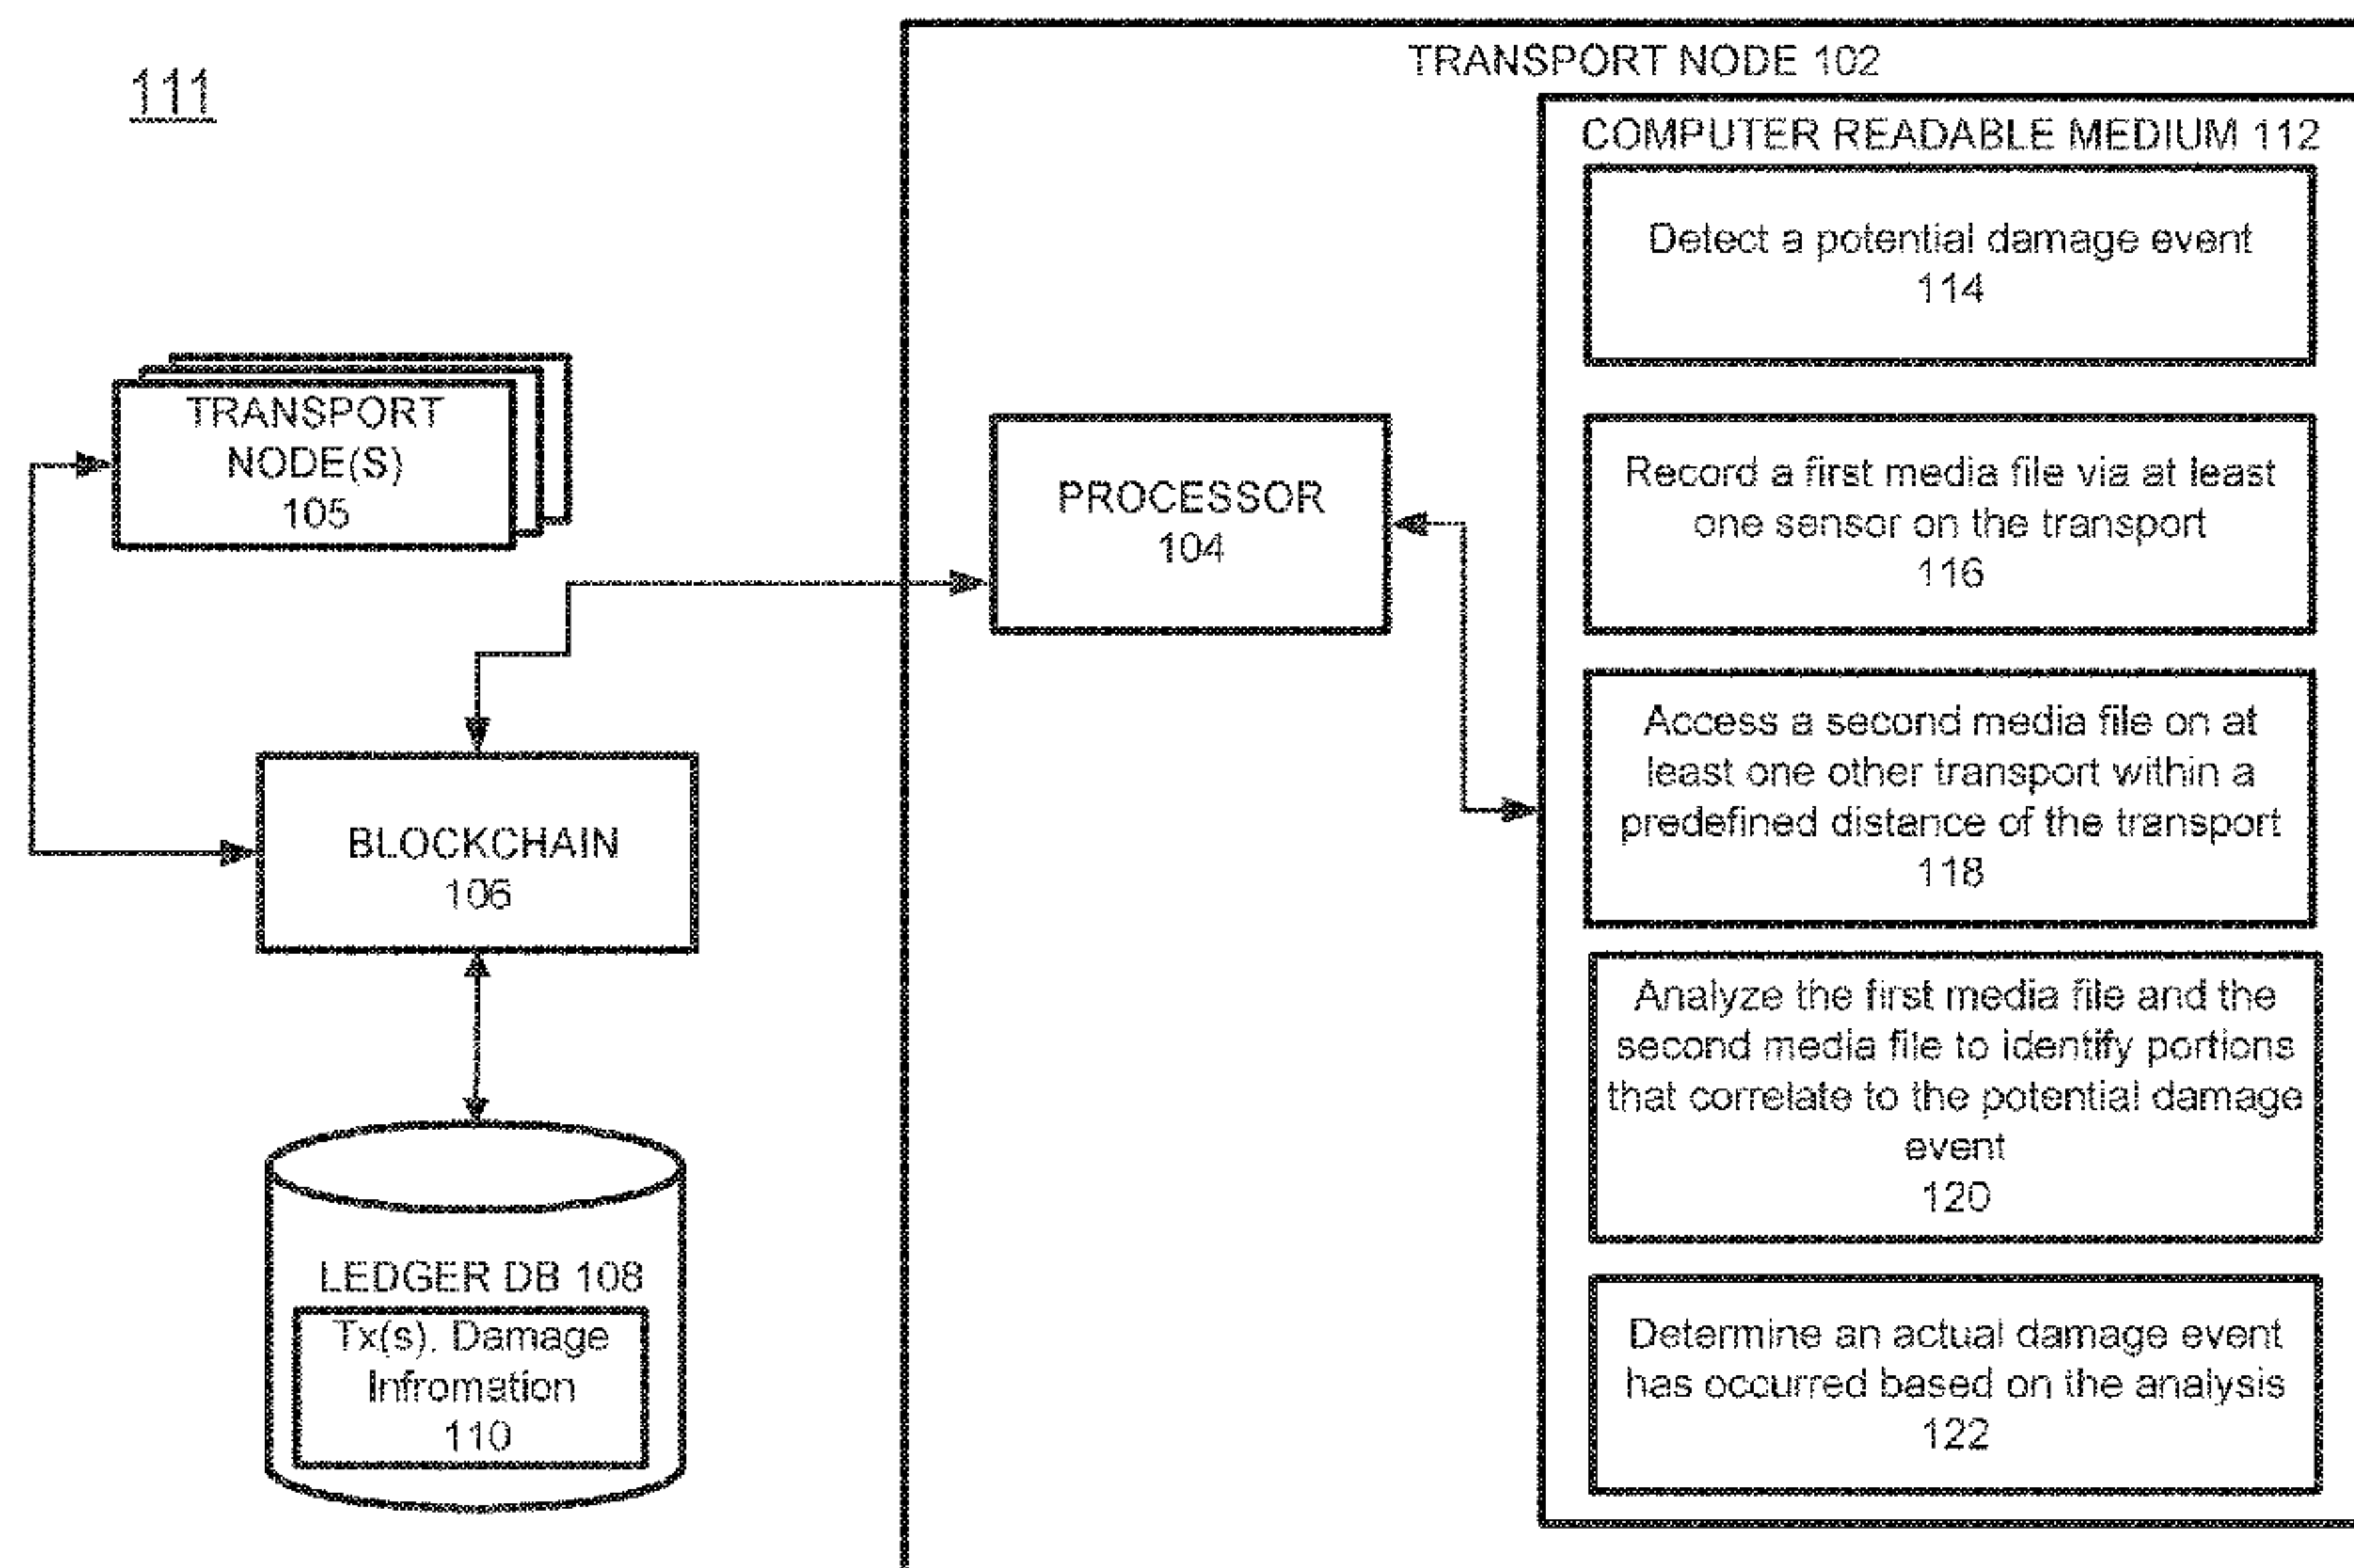 111
TRANSPORT NODE 102
COMPUTER READABLE MEDIUM 112
Detect a potential damage event
114
Record a first media file via at least
one sensor on the transport
116
Access a second media file on at
least one other transport within a
predefined distance of the transport
118
Analyze the first media file and the
second media file to identify portions
that correlate to the potential damage
event
120
Determine an actual damage event
has occurred based on the analysis
122
PROCESSOR
104
TRANSPORT
NODE(S)
105
BLOCKCHAIN
106
LEDGER DB 108
Tx(s), Damage
Infromation
110